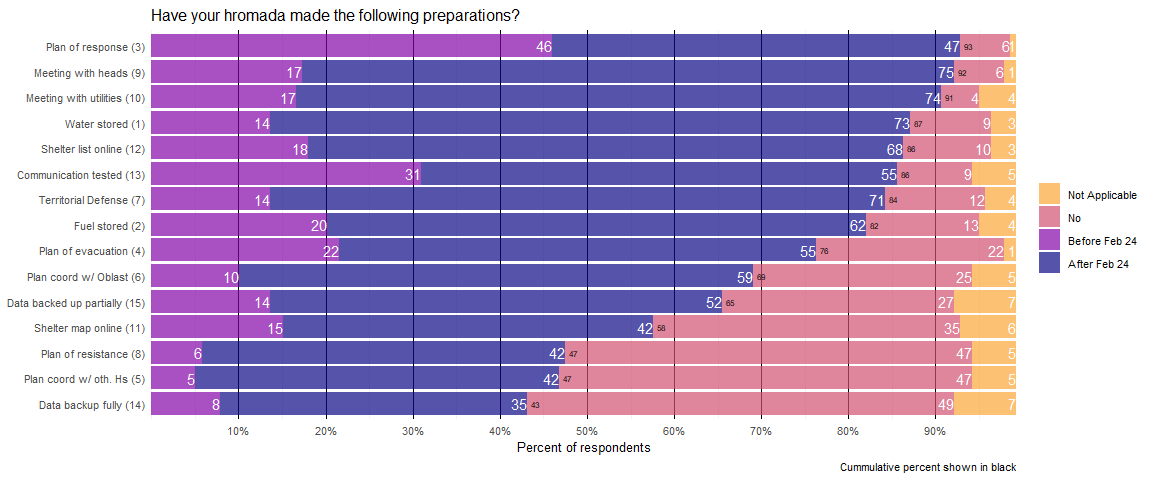 Have your hromada made the following preparations?
Plan of response (3) 46 47 93 6 1
Meeting with heads (9) 17 75 92 6 1
Meeting with utilities (10) 17 74 91 4 4
Water stored (1) 14 73 87 9 3
Shelter list online (12) 18 68 86 10 3
Communication tested (13) 31 55 86 9 5
Territorial Defense (7) 14 71 84 12 4
Fuel stored (2) 20 62 82 13 4
Plan of evacuation (4) 22 55 76 22 1
Plan coord w/ Oblast (6) 10 59 69 25 5
Data backed up partially (15) 14 52 65 27 7
Shelter map online (11) 15 42 58 35 6
Plan of resistance (8) 6 42 47 47 5
Plan coord w/ oth. Hs (5) 5 42 47 47 5
Data backup fully (14) 8 35 43 49 7
10% 20% 30% 40% 50% 60% 70% 80% 90%
Percent of respondents
Cummulative percent shown in black
Not Applicable
No
Before Feb 24
After Feb 24